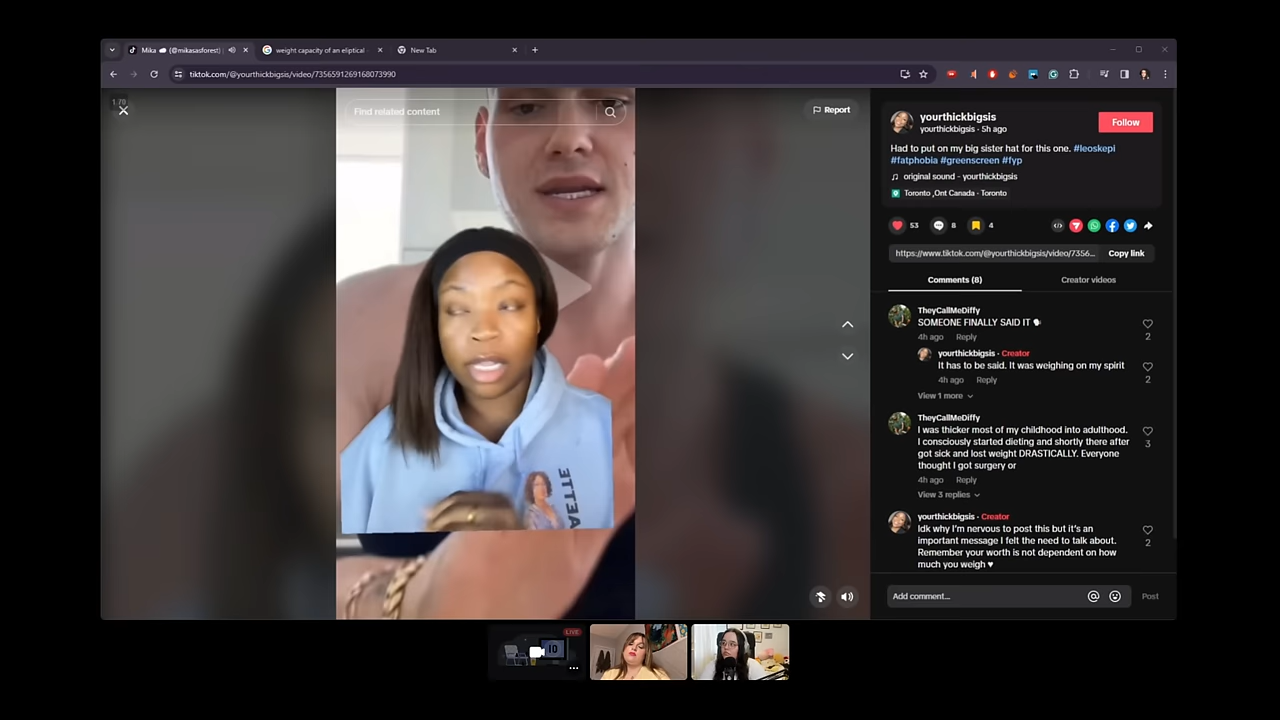 Mika (@mikasasforest)
weight capacity of an eliptical
New Tab
tiktok.com/@yourthickbigsis/video/7356591269168073990
1.70
Find related content
Report
yourthickbigsis
yourthickbigsis · 5h ago
Follow
Had to put on my big sister hat for this one. #leoskepi
#fatphobia #greenscreen #fyp
original sound - yourthickbigsis
Toronto ,Ont Canada · Toronto
53
8
4
https://www.tiktok.com/@yourthickbigsis/video/7356...
Copy link
Comments (8)
Creator videos
TheyCallMeDiffy
SOMEONE FINALLY SAID IT
4h ago Reply
2
yourthickbigsis · Creator
It has to be said. It was weighing on my spirit
4h ago Reply
2
View 1 more
TheyCallMeDiffy
I was thicker most of my childhood into adulthood.
I consciously started dieting and shortly there after
got sick and lost weight DRASTICALLY. Everyone
thought I got surgery or
3
4h ago Reply
View 3 replies
yourthickbigsis · Creator
Idk why I'm nervous to post this but it's an
important message I felt the need to talk about.
Remember your worth is not dependent on how
much you weigh ♥
2
Add comment...
Post
AETTE
LIVE